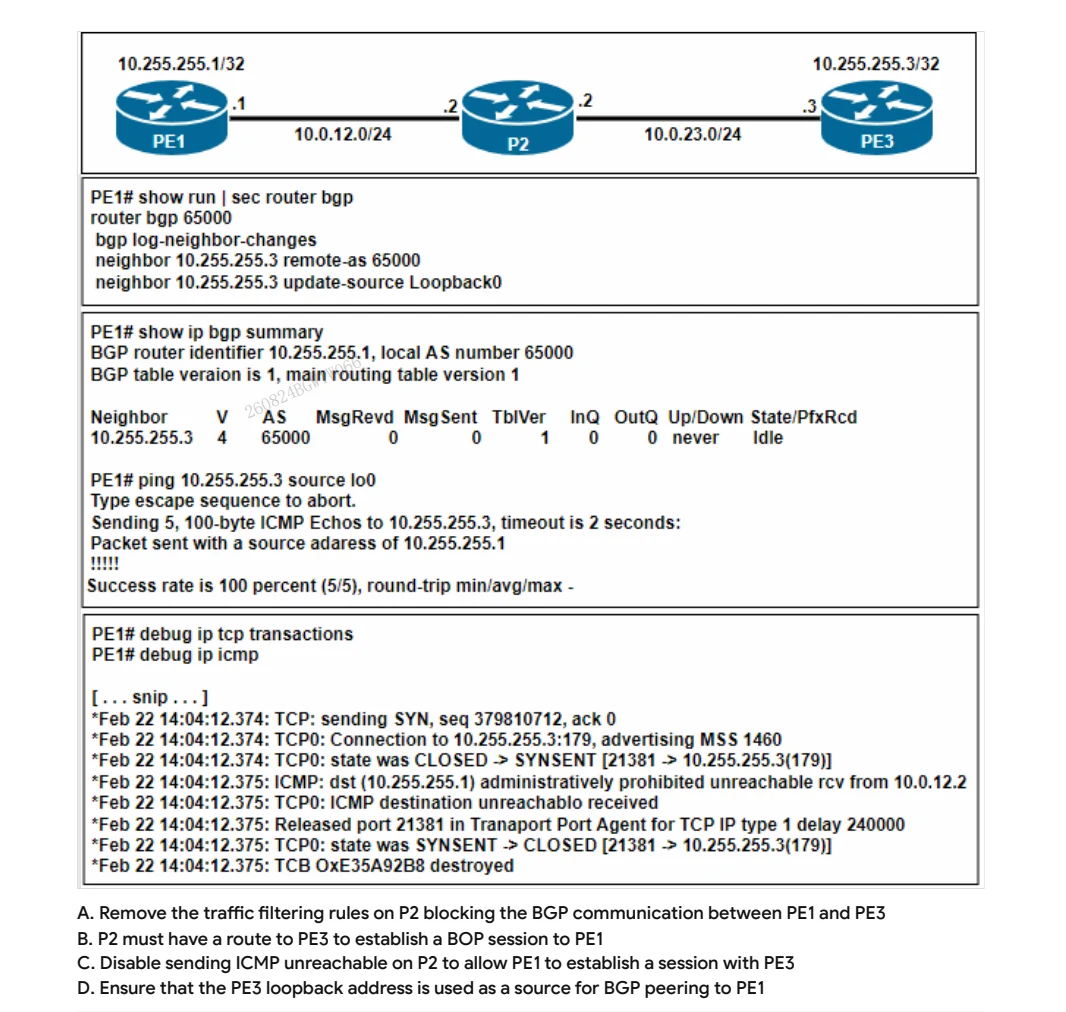 10.255.255.1/32
10.255.255.3/32
.1
.2
.2
.3
PE1
10.0.12.0/24
P2
10.0.23.0/24
PE3
PE1# show run | sec router bgp
router bgp 65000
bgp log-neighbor-changes
neighbor 10.255.255.3 remote-as 65000
neighbor 10.255.255.3 update-source Loopback0
PE1# show ip bgp summary
BGP router identifier 10.255.255.1, local AS number 65000
BGP table veraion is 1, main routing table version 1
Neighbor V AS MsgRevd MsgSent TblVer InQ OutQ Up/Down State/PfxRcd
10.255.255.3 4 65000 0 0 1 0 0 never Idle
PE1# ping 10.255.255.3 source lo0
Type escape sequence to abort.
Sending 5, 100-byte ICMP Echos to 10.255.255.3, timeout is 2 seconds:
Packet sent with a source adaress of 10.255.255.1
!!!!!
Success rate is 100 percent (5/5), round-trip min/avg/max -
PE1# debug ip tcp transactions
PE1# debug ip icmp
[ . . . snip . . . ]
*Feb 22 14:04:12.374: TCP: sending SYN, seq 379810712, ack 0
*Feb 22 14:04:12.374: TCP0: Connection to 10.255.255.3:179, advertising MSS 1460
*Feb 22 14:04:12.374: TCP0: state was CLOSED -> SYNSENT [21381 -> 10.255.255.3(179)]
*Feb 22 14:04:12.375: ICMP: dst (10.255.255.1) administratively prohibited unreachable rcv from 10.0.12.2
*Feb 22 14:04:12.375: TCP0: ICMP destination unreachablo received
*Feb 22 14:04:12.375: Released port 21381 in Tranaport Port Agent for TCP IP type 1 delay 240000
*Feb 22 14:04:12.375: TCP0: state was SYNSENT -> CLOSED [21381 -> 10.255.255.3(179)]
*Feb 22 14:04:12.375: TCB OxE35A92B8 destroyed
A. Remove the traffic filtering rules on P2 blocking the BGP communication between PE1 and PE3
B. P2 must have a route to PE3 to establish a BOP session to PE1
C. Disable sending ICMP unreachable on P2 to allow PE1 to establish a session with PE3
D. Ensure that the PE3 loopback address is used as a source for BGP peering to PE1